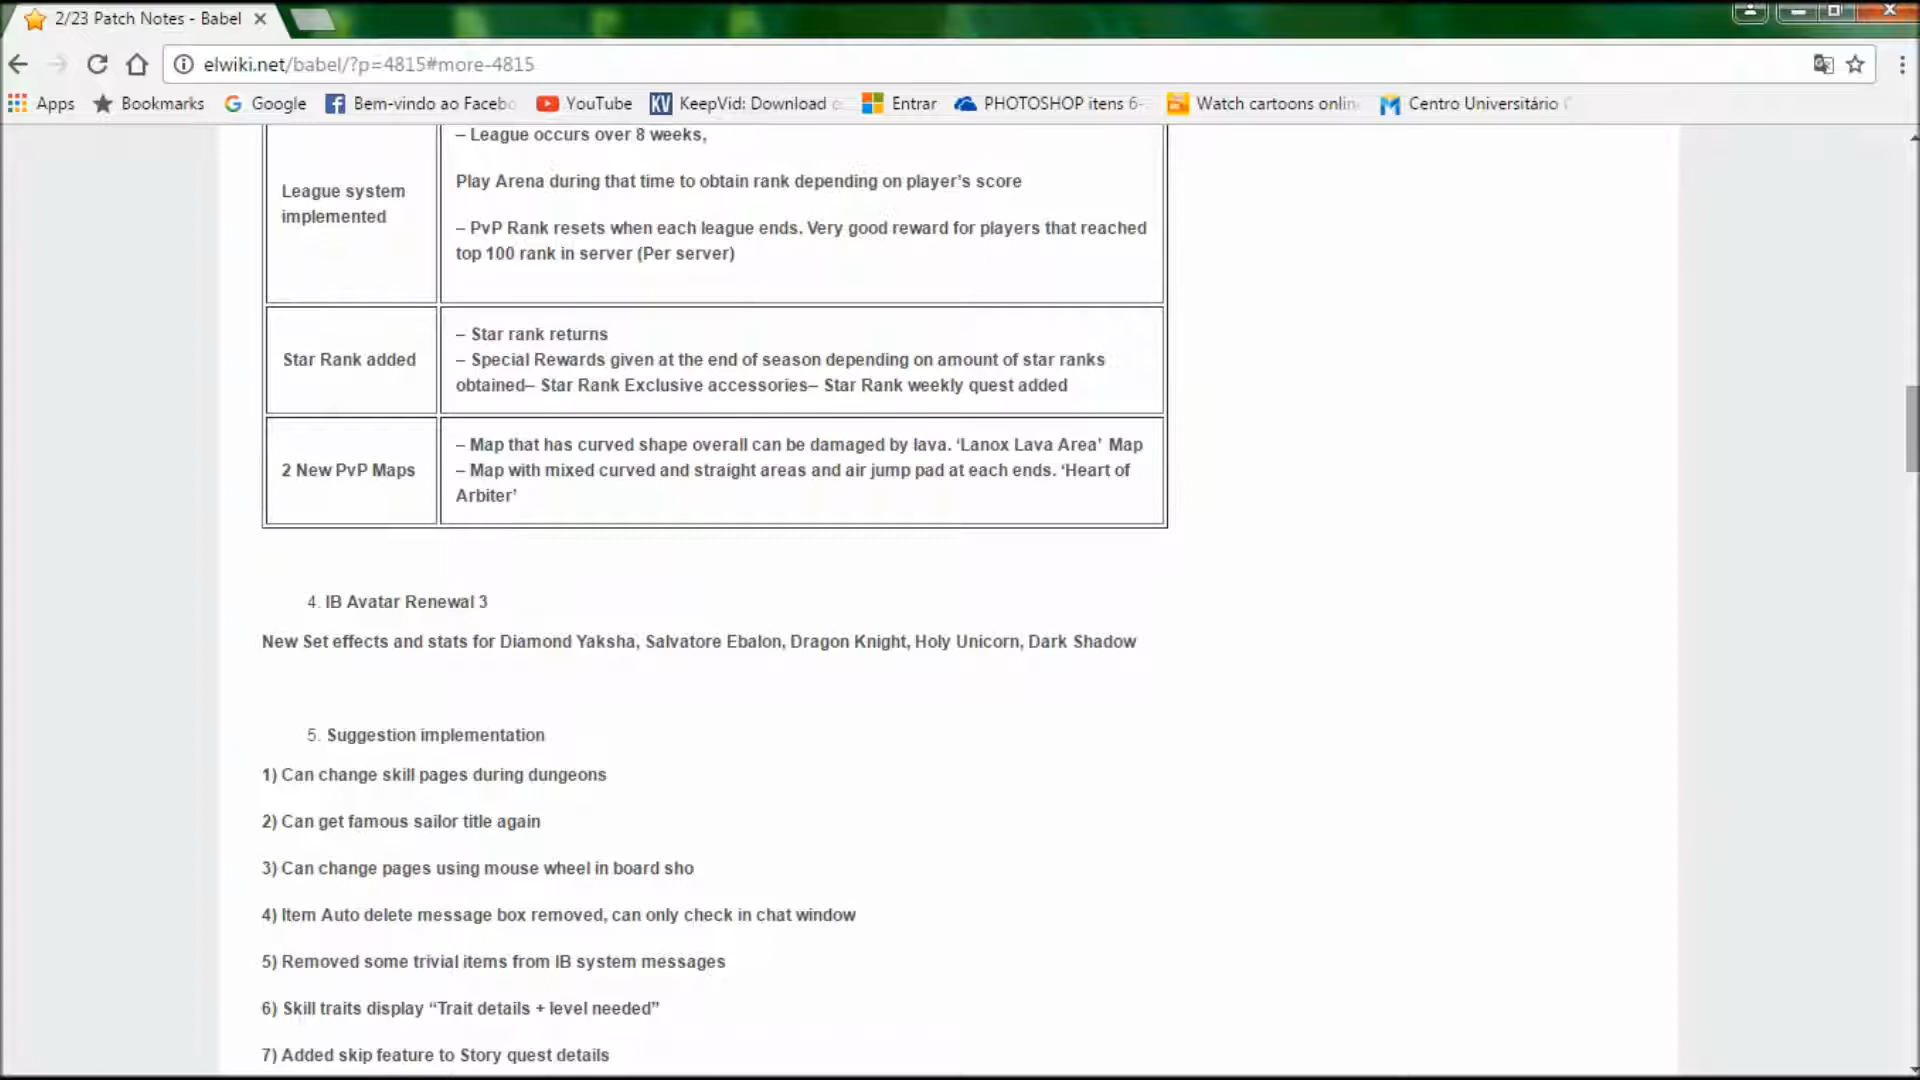 2/23 Patch Notes - Babel
elwiki.net/babel/?p=4815#more-4815
Apps Bookmarks Google Bem-vindo ao Facebo YouTube KeepVid: Download Entrar PHOTOSHOP itens 6- Watch cartoons onlin Centro Universitário
– League occurs over 8 weeks,
Play Arena during that time to obtain rank depending on player’s score
League system
implemented
– PvP Rank resets when each league ends. Very good reward for players that reached
top 100 rank in server (Per server)
– Star rank returns
Star Rank added
– Special Rewards given at the end of season depending on amount of star ranks
obtained– Star Rank Exclusive accessories– Star Rank weekly quest added
– Map that has curved shape overall can be damaged by lava. ‘Lanox Lava Area’ Map
2 New PvP Maps
– Map with mixed curved and straight areas and air jump pad at each ends. ‘Heart of
Arbiter’
4. IB Avatar Renewal 3
New Set effects and stats for Diamond Yaksha, Salvatore Ebalon, Dragon Knight, Holy Unicorn, Dark Shadow
5. Suggestion implementation
1) Can change skill pages during dungeons
2) Can get famous sailor title again
3) Can change pages using mouse wheel in board sho
4) Item Auto delete message box removed, can only check in chat window
5) Removed some trivial items from IB system messages
6) Skill traits display “Trait details + level needed”
7) Added skip feature to Story quest details